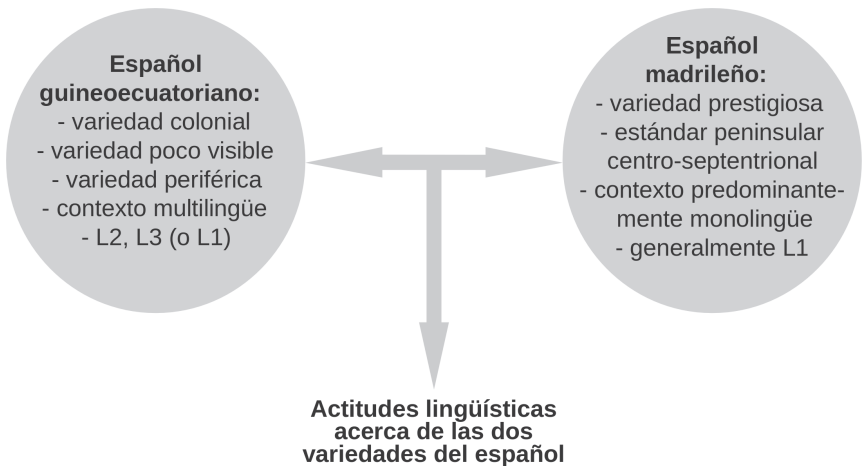 Español
guineoecuatoriano:
- variedad colonial
- variedad poco visible
- variedad periférica
- contexto multilingüe
- L2, L3 (o L1)
Español
madrileño:
- variedad prestigiosa
- estándar peninsular
centro-septentrional
- contexto predominante-
mente monolingüe
- generalmente L1
Actitudes lingüísticas
acerca de las dos
variedades del español